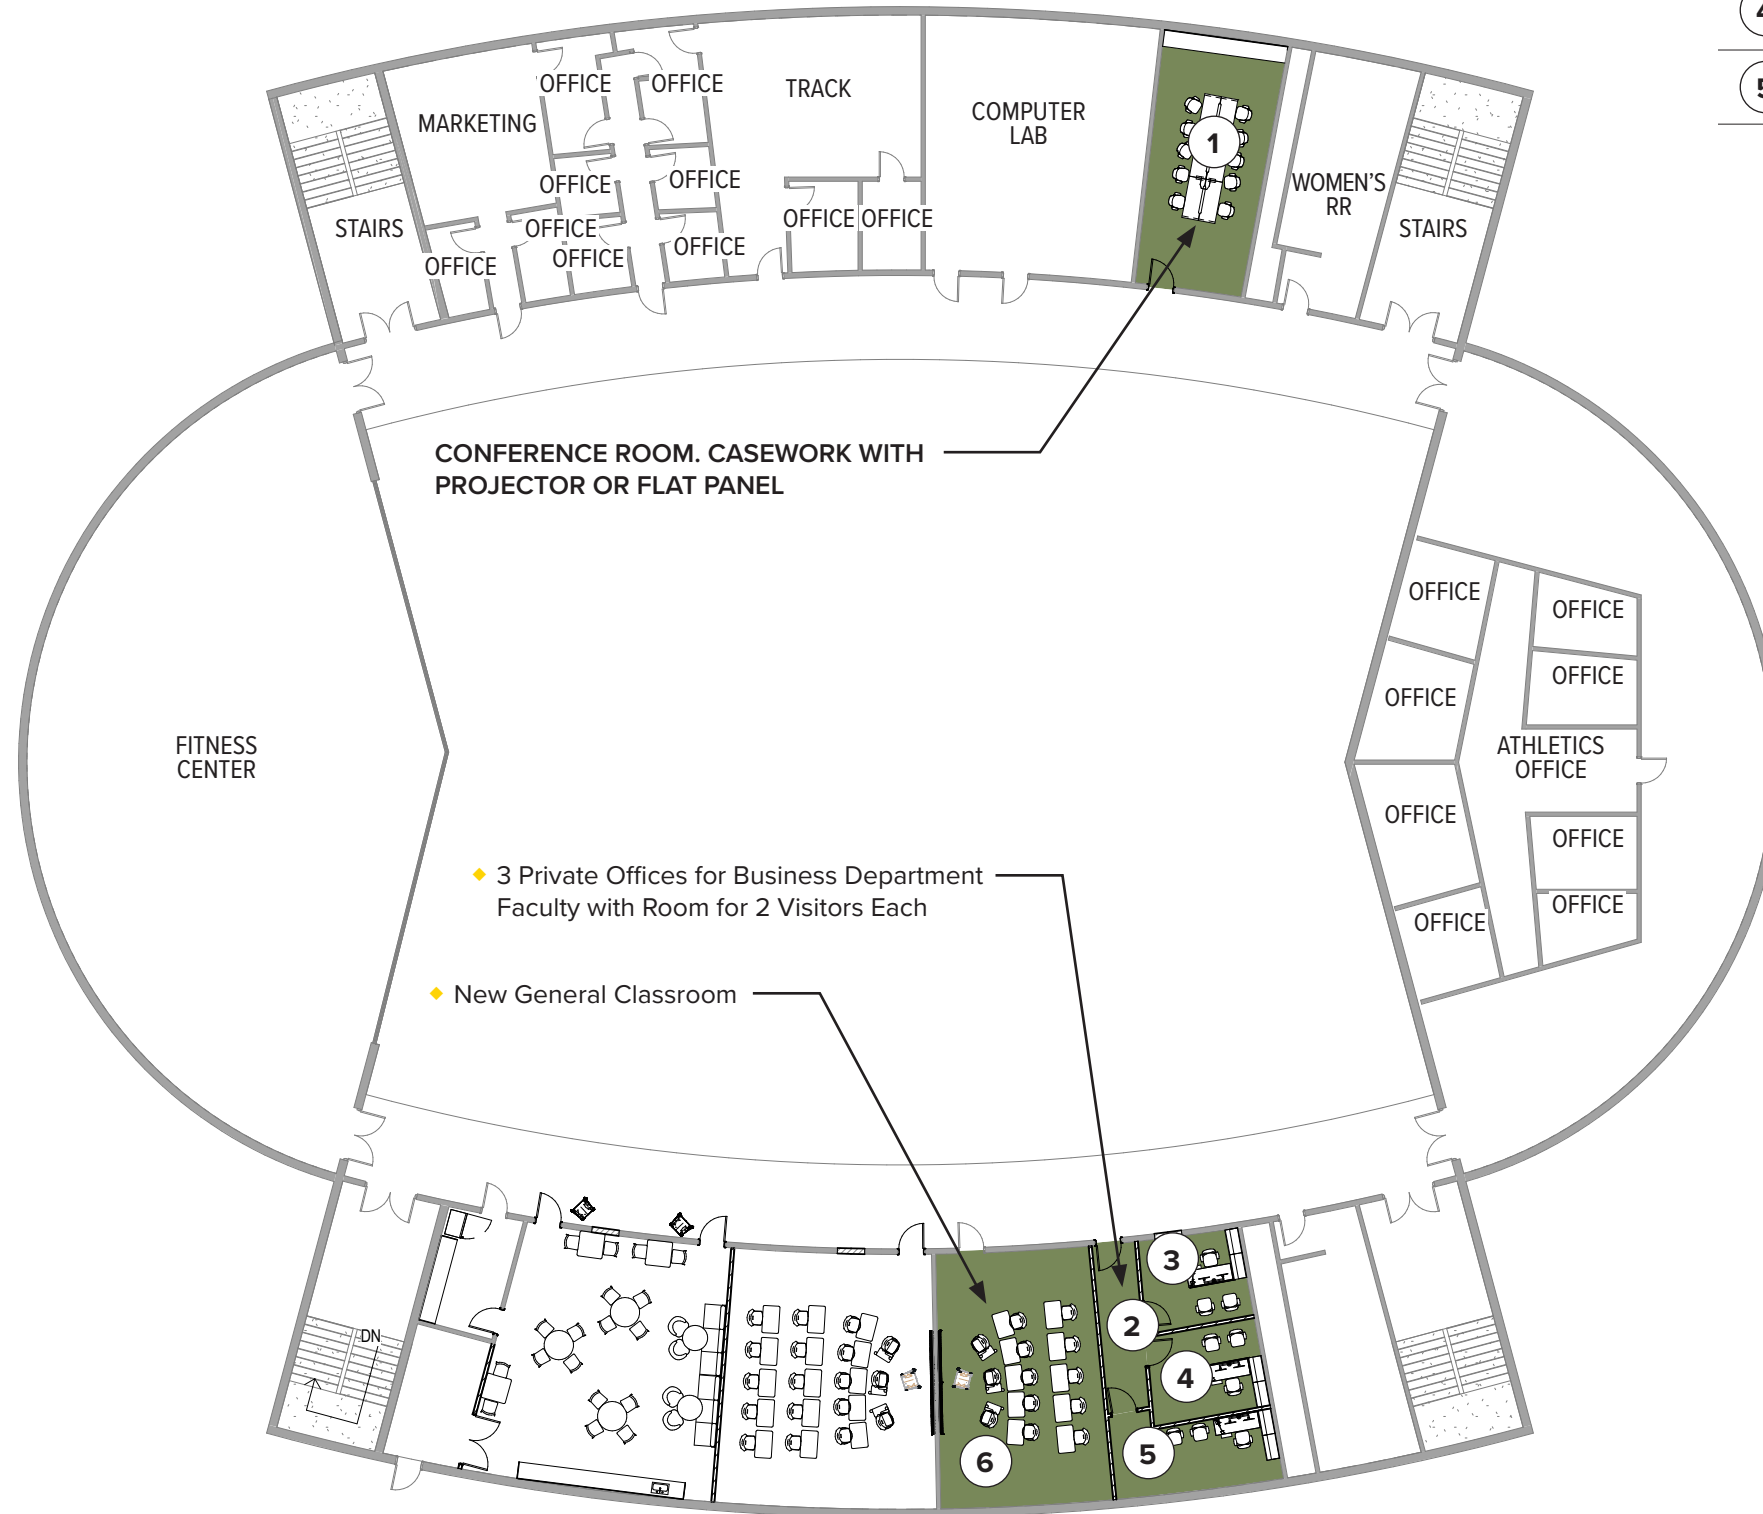 4
5
OFFICE
OFFICE
TRACK
MARKETING
COMPUTER
LAB
1
OFFICE
OFFICE
WOMEN'S
RR
STAIRS
OFFICE
OFFICE
OFFICE
STAIRS
OFFICE
OFFICE
OFFICE
CONFERENCE ROOM. CASEWORK WITH
PROJECTOR OR FLAT PANEL
OFFICE
OFFICE
OFFICE
OFFICE
FITNESS
CENTER
ATHLETICS
OFFICE
OFFICE
OFFICE
OFFICE
OFFICE
3 Private Offices for Business Department
Faculty with Room for 2 Visitors Each
New General Classroom
3
2
DN
4
5
6